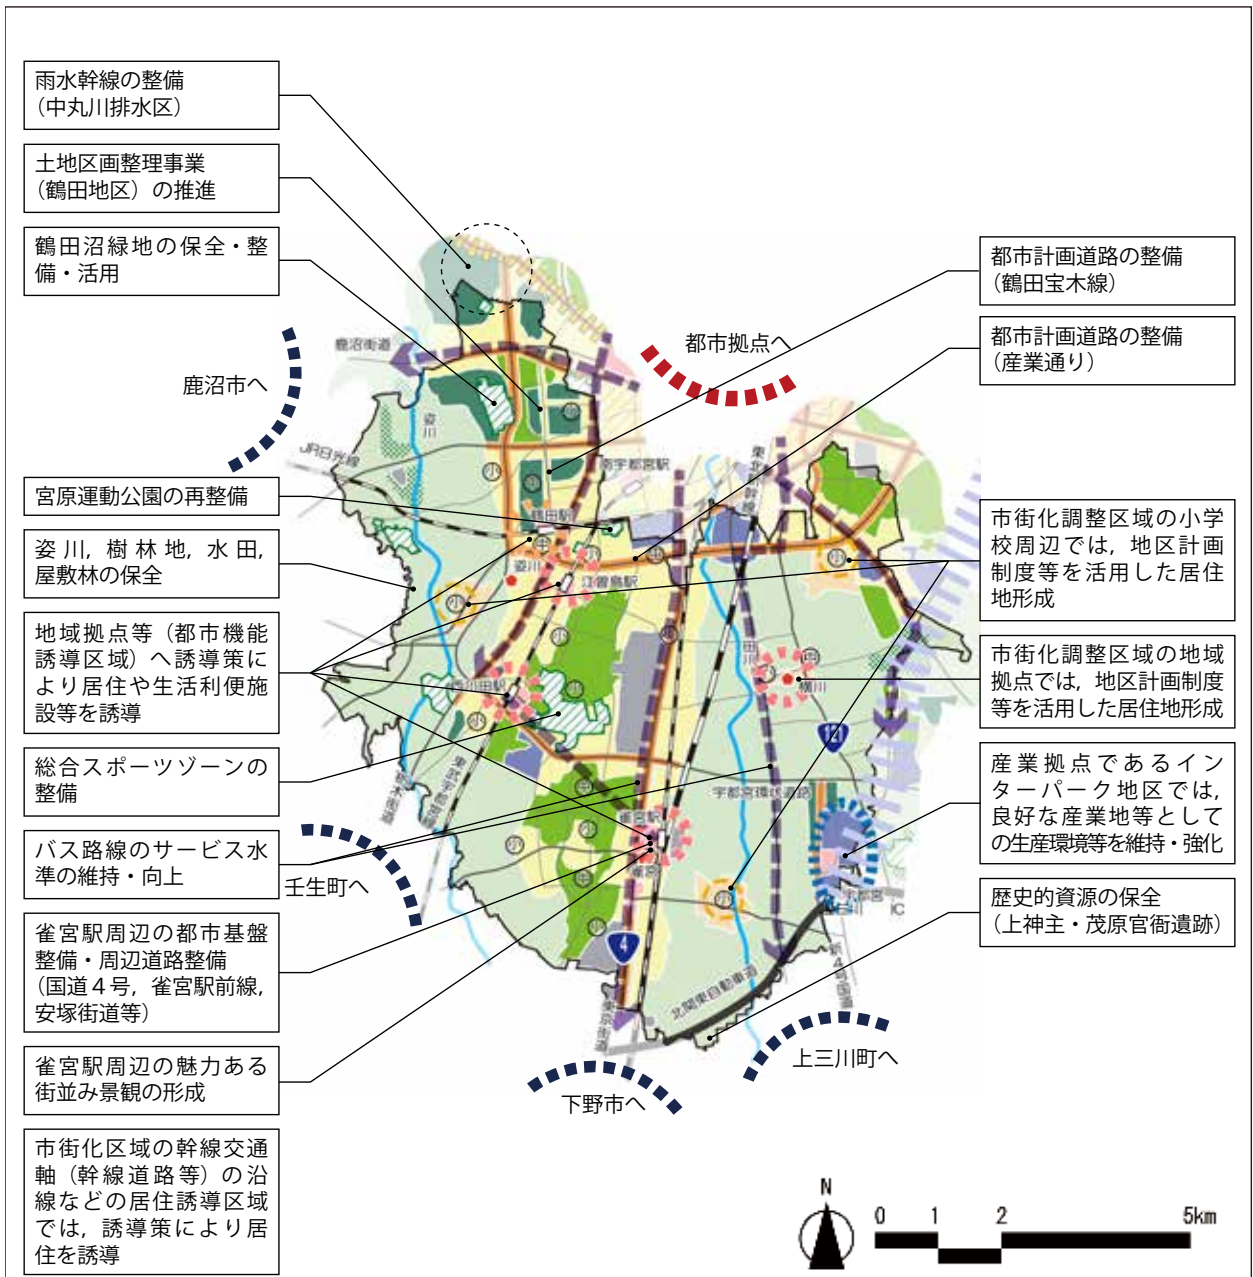 雨水幹線の整備
（中丸川排水区）
土地区画整理事業
（鶴田地区）の推進
鶴田沼緑地の保全・整
備・活用
宮原運動公園の再整備
姿川，樹林地，水田，
屋敷林の保全
地域拠点等（都市機能
誘導区域）へ誘導策に
より居住や生活利便施
設等を誘導
総合スポーツゾーンの
整備
バス路線のサービス水
準の維持・向上
雀宮駅周辺の都市基盤
整備・周辺道路整備
（国道４号，雀宮駅前線，
安塚街道等）
雀宮駅周辺の魅力ある
街並み景観の形成
市街化区域の幹線交通
軸（幹線道路等）の沿
線などの居住誘導区域
では，誘導策により居
住を誘導
都市計画道路の整備
（鶴田宝木線）
都市計画道路の整備
（産業通り）
市街化調整区域の小学
校周辺では，地区計画
制度等を活用した居住
地形成
市街化調整区域の地域
拠点では，地区計画制度
等を活用した居住地形成
産業拠点であるイン
ターパーク地区では，
良好な産業地等として
の生産環境等を維持・強化
歴史的資源の保全
（上神主・茂原官衙遺跡）
鹿沼市へ
都市拠点へ
壬生町へ
下野市へ
上三川町へ
鹿沼街道
姿川
JR日光線
南宇都宮駅
鶴田駅
姿川
江曽島駅
西川田駅
田川
横川
121
宇都宮環状道路
雀宮駅
雀宮
4
北関東自動車道
東京街道
N
0 1 2 5km